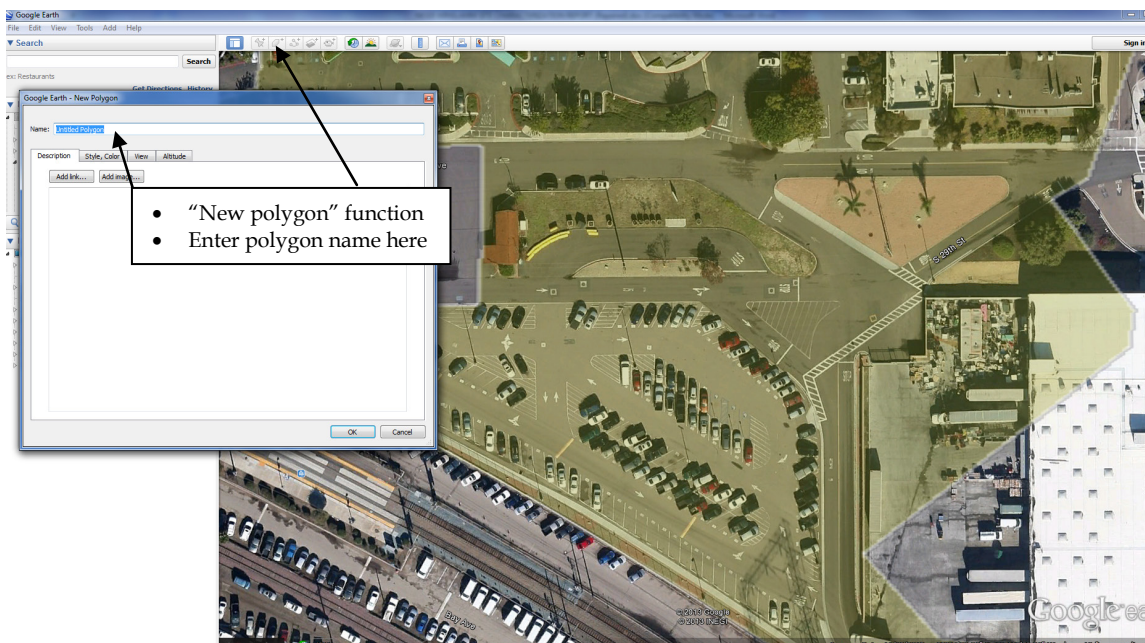 Google Earth
File Edit View Tools Add Help
▼ Search
Search
ex: Restaurants
Get Directions History
Sign in
Google Earth - New Polygon
Name: Untitled Polygon
Description Style, Color View Altitude
Add link... Add image...
• “New polygon” function
• Enter polygon name here
OK Cancel
S 28th St
Bay Ave
© 2013 Google
© 2013 INEGI
Google ea